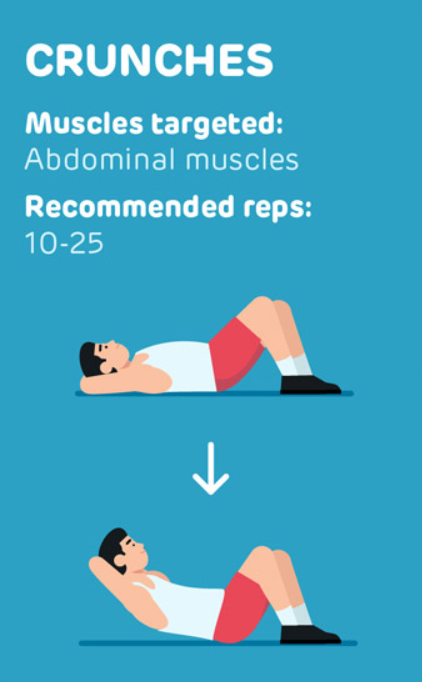 CRUNCHES
Muscles targeted:
Abdominal muscles
Recommended reps:
10-25